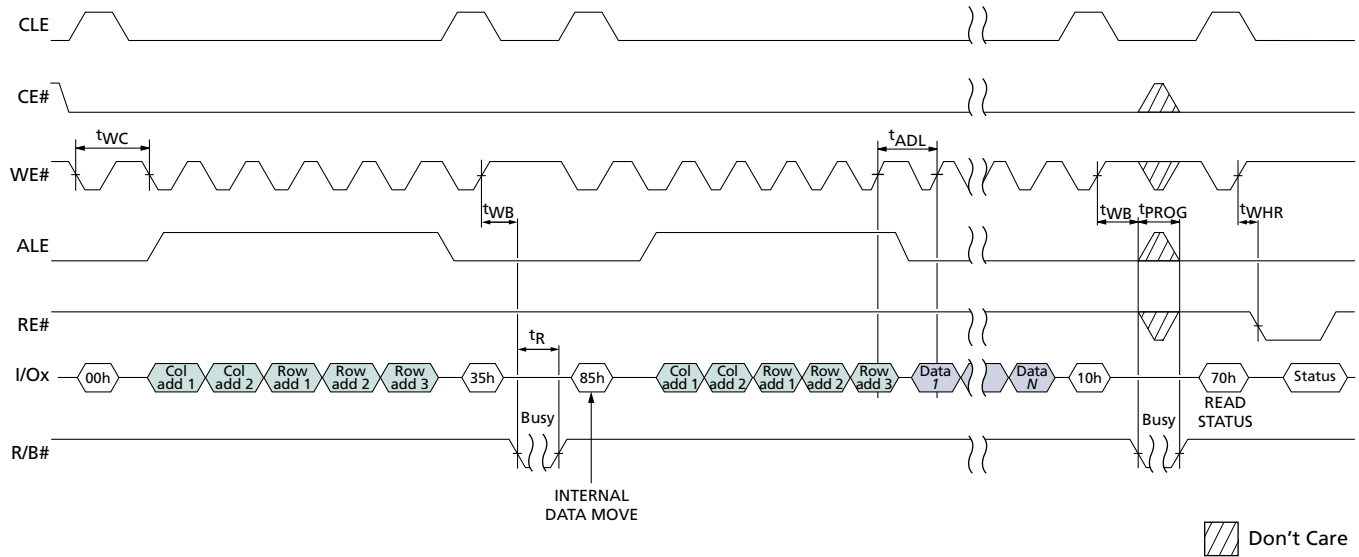 CLE
CE#
tWC
tADL
WE#
tWB
tWB
tPROG
tWHR
ALE
RE#
tR
I/Ox
00h
Col add 1
Col add 2
Row add 1
Row add 2
Row add 3
35h
85h
Col add 1
Col add 2
Row add 1
Row add 2
Row add 3
Data 1
Data N
10h
70h
Status
READ STATUS
Busy
Busy
R/B#
INTERNAL
DATA MOVE
Don't Care